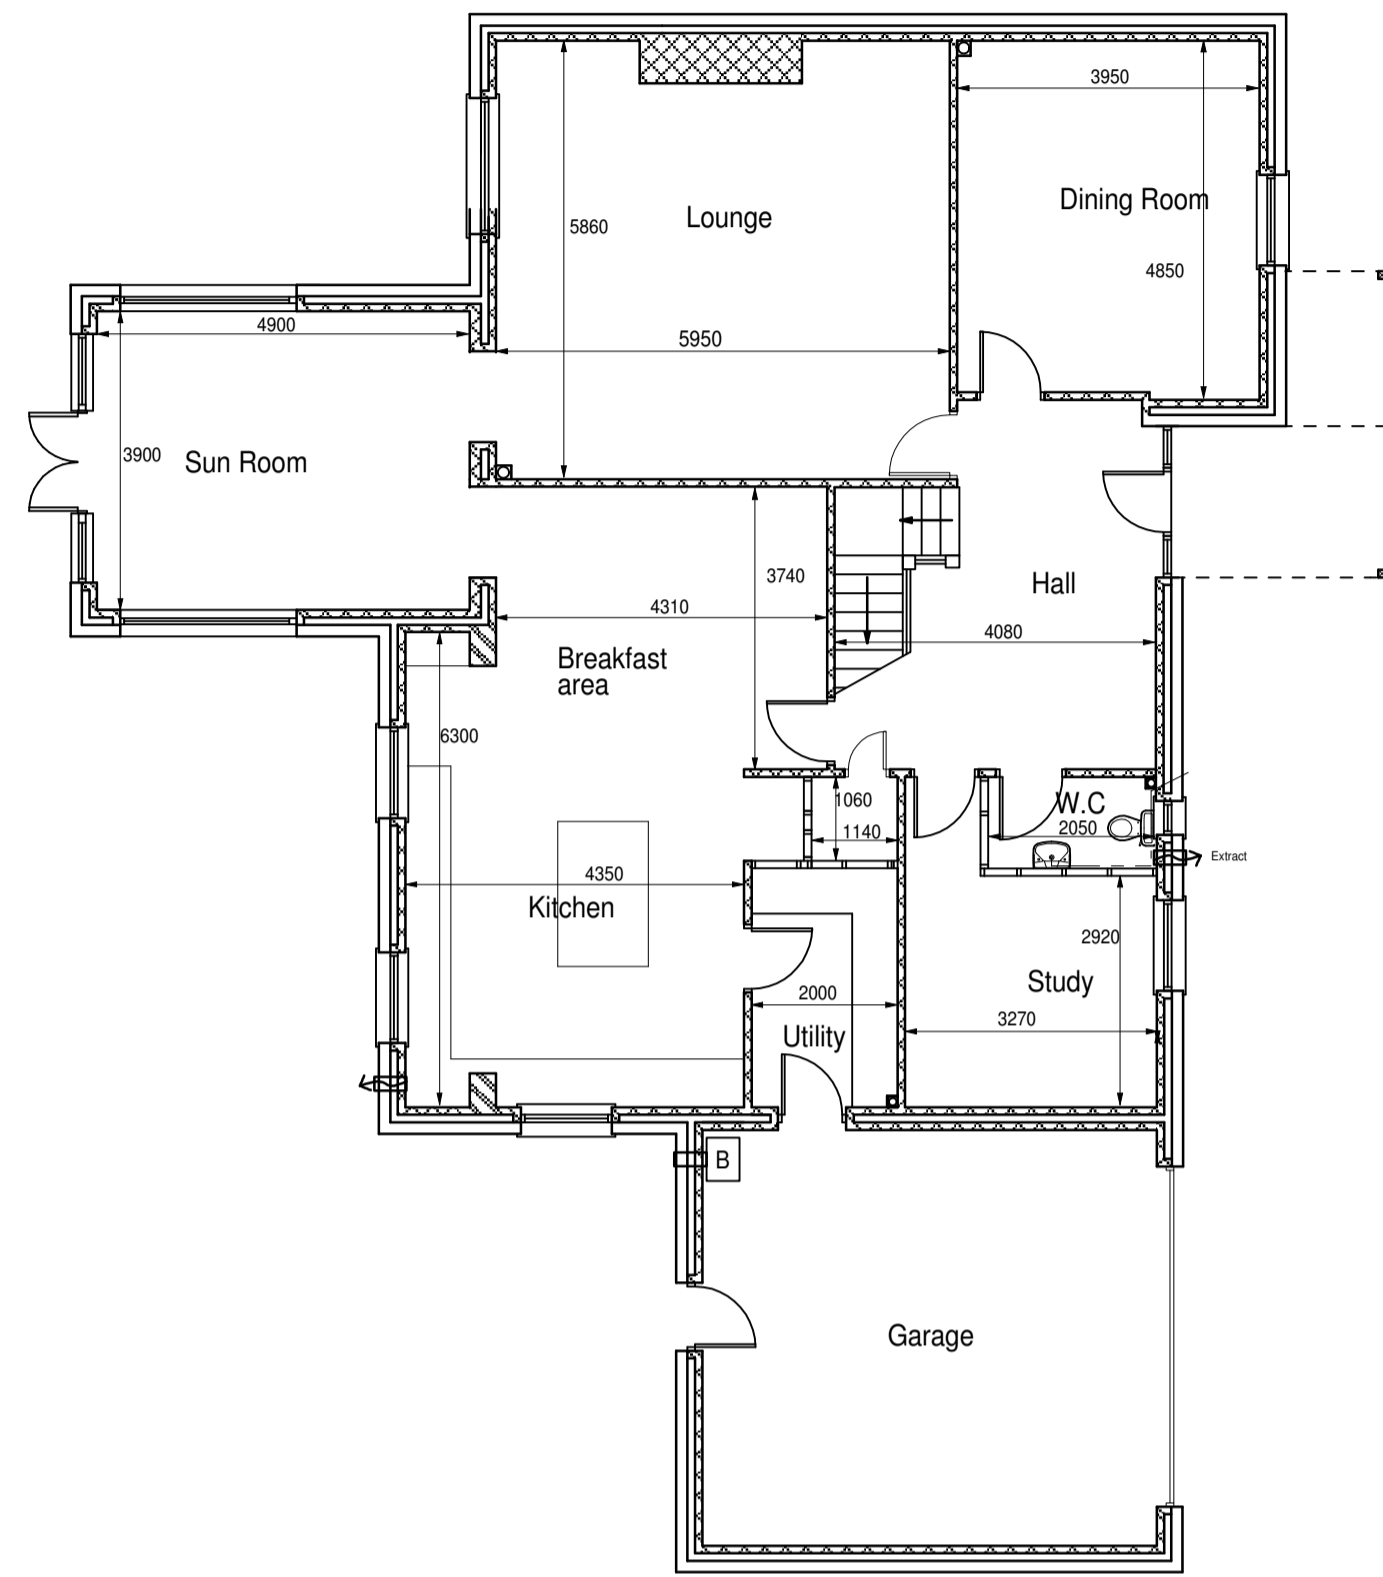 3950
Dining Room
Lounge
5860
4850
4900
5950
3900
Sun Room
3740
Hall
4310
4080
Breakfast
area
6300
1060
W.C
1140
2050
Extract
4350
Kitchen
2920
Study
2000
3270
Utility
B
Garage